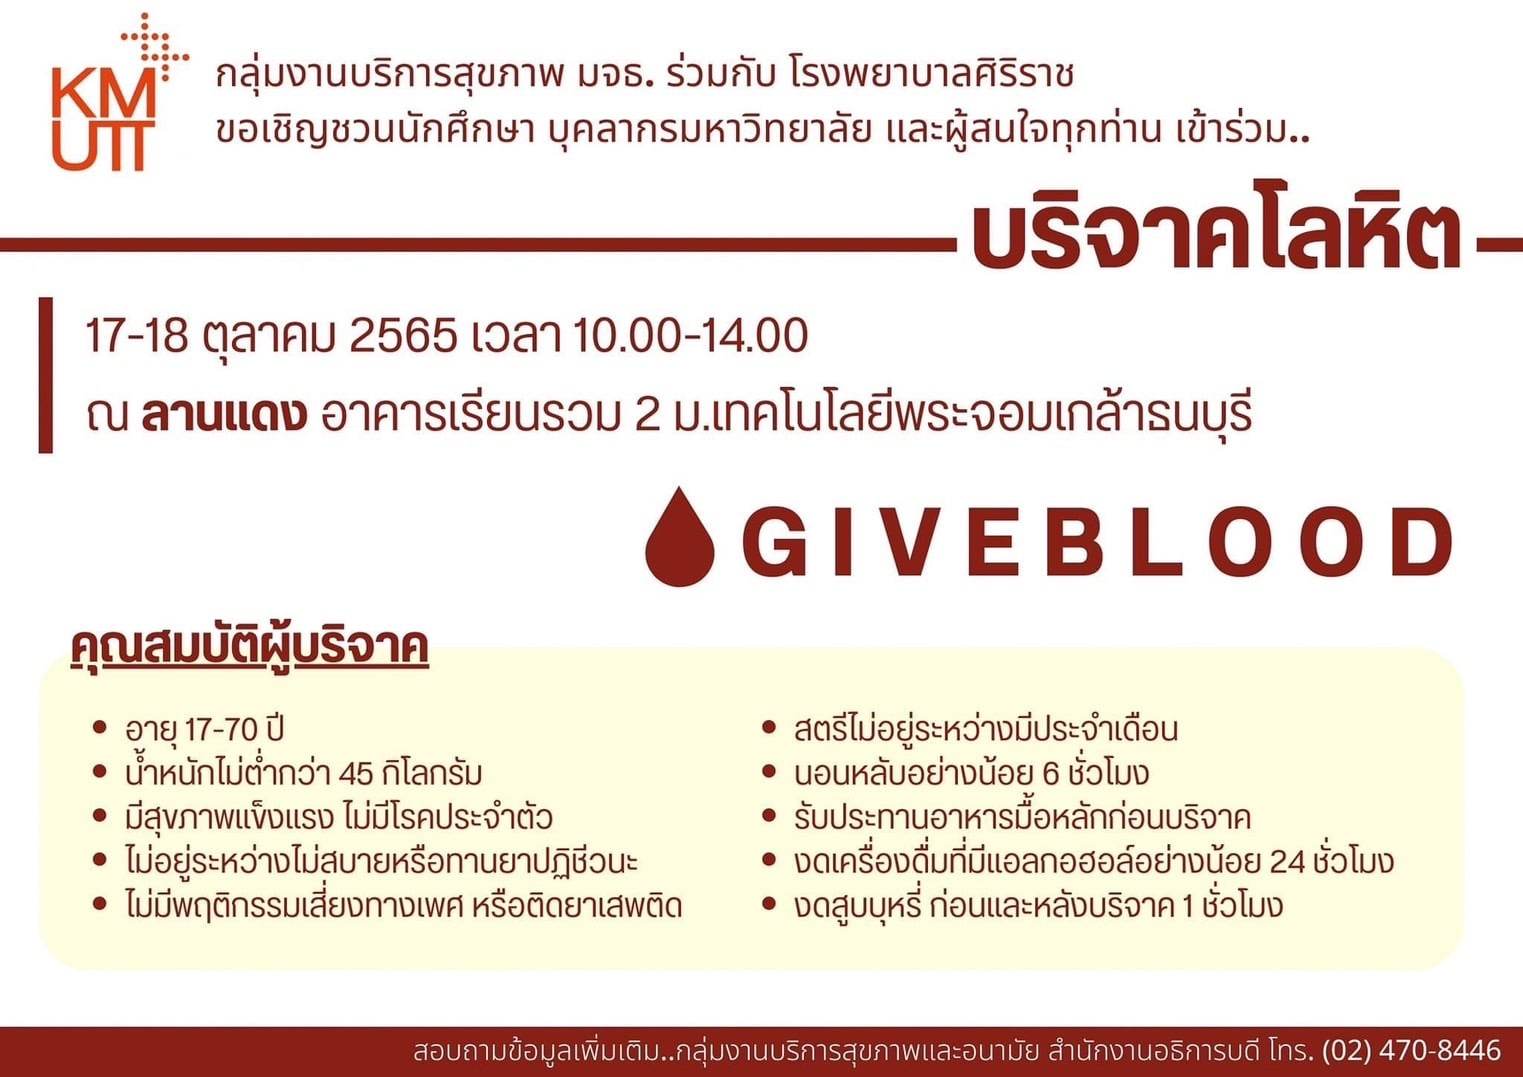 KM
UTT
กลุ่มงานบริการสุขภาพ มจธ. ร่วมกับ โรงพยาบาลศิริราช
ขอเชิญชวนนักศึกษา บุคลากรมหาวิทยาลัย และผู้สนใจทุกท่าน เข้าร่วม..
บริจาคโลหิต
17-18 ตุลาคม 2565 เวลา 10.00-14.00
ณ ลานแดง อาคารเรียนรวม 2 ม.เทคโนโลยีพระจอมเกล้าธนบุรี
GIVEBLOOD
คุณสมบัติผู้บริจาค
• อายุ 17-70 ปี
• น้ำหนักไม่ต่ำกว่า 45 กิโลกรัม
• มีสุขภาพแข็งแรง ไม่มีโรคประจำตัว
• ไม่อยู่ระหว่างไม่สบายหรือทานยาปฏิชีวนะ
• ไม่มีพฤติกรรมเสี่ยงทางเพศ หรือติดยาเสพติด
• สตรีไม่อยู่ระหว่างมีประจำเดือน
• นอนหลับอย่างน้อย 6 ชั่วโมง
• รับประทานอาหารมื้อหลักก่อนบริจาค
• งดเครื่องดื่มที่มีแอลกอฮอล์อย่างน้อย 24 ชั่วโมง
• งดสูบบุหรี่ ก่อนและหลังบริจาค 1 ชั่วโมง
สอบถามข้อมูลเพิ่มเติม..กลุ่มงานบริการสุขภาพและอนามัย สำนักงานอธิการบดี โทร. (02) 470-8446